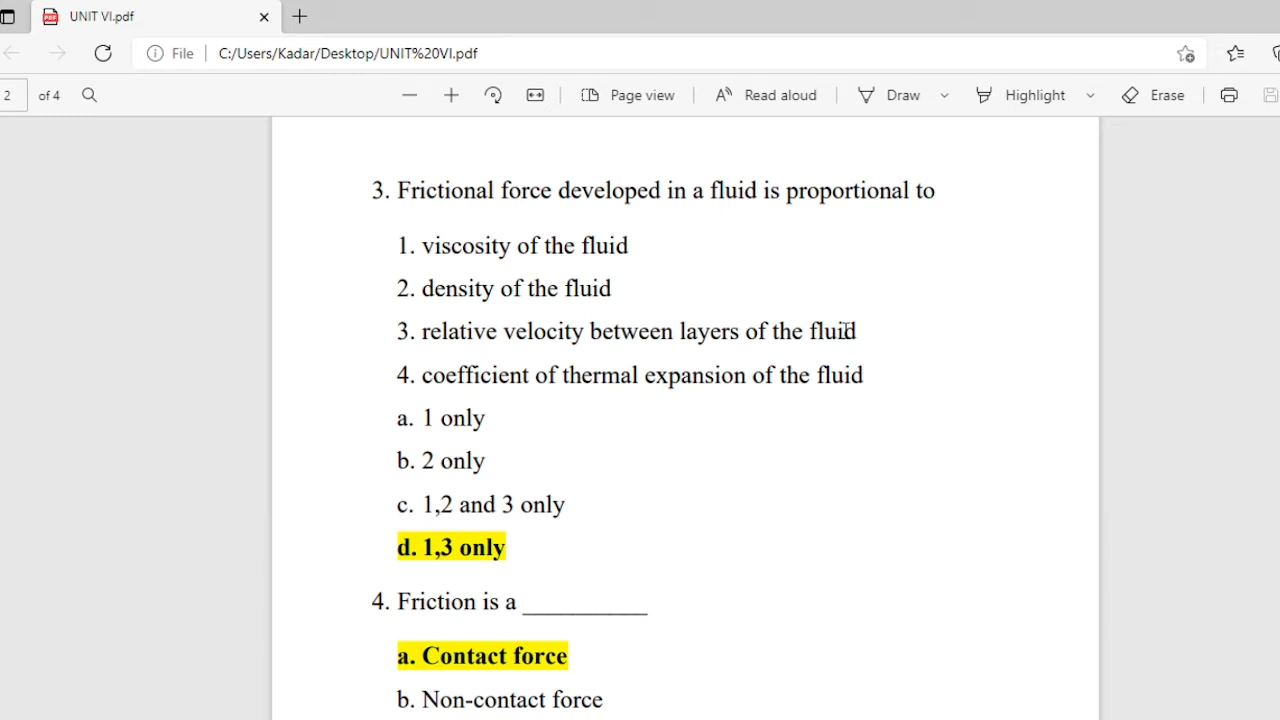 UNIT VI.pdf
File
C:/Users/Kadar/Desktop/UNIT%20VI.pdf
2 of 4
Page view
Read aloud
Draw
Highlight
Erase
3. Frictional force developed in a fluid is proportional to
1. viscosity of the fluid
2. density of the fluid
3. relative velocity between layers of the fluid
4. coefficient of thermal expansion of the fluid
a. 1 only
b. 2 only
c. 1,2 and 3 only
d. 1,3 only
4. Friction is a __________
a. Contact force
b. Non-contact force